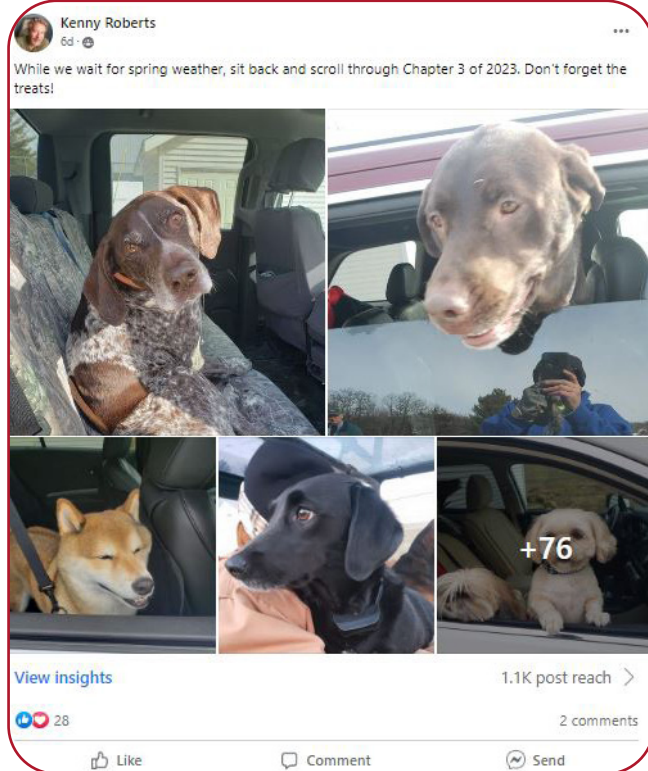 Kenny Roberts
6d ·
While we wait for spring weather, sit back and scroll through Chapter 3 of 2023. Don't forget the
treats!
+76
View insights
1.1K post reach
28
2 comments
Like
Comment
Send